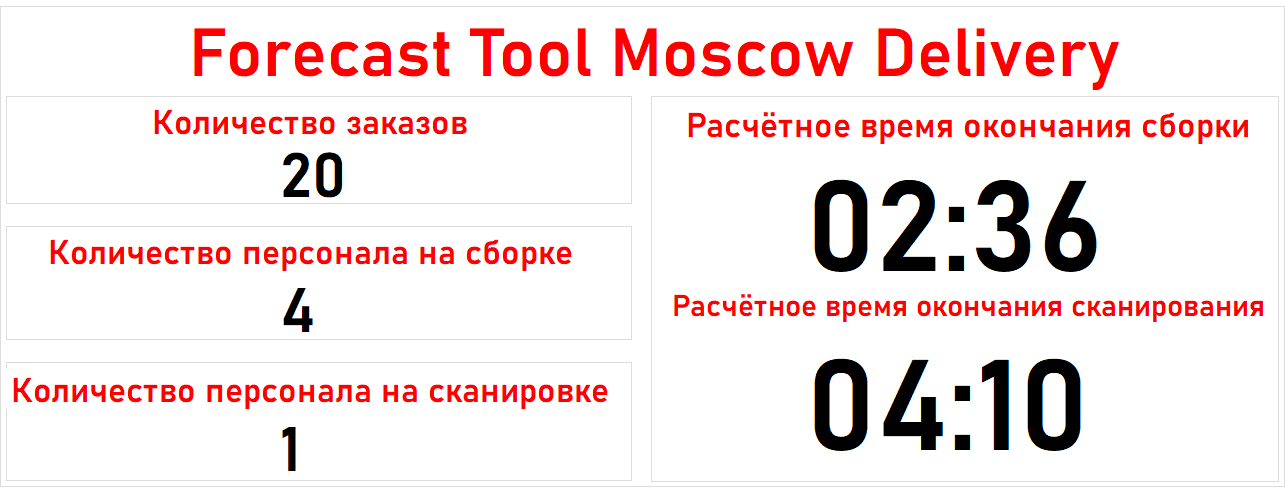 Forecast Tool Moscow Delivery
Количество заказов
20
Количество персонала на сборке
4
Количество персонала на сканировке
1
Расчётное время окончания сборки
02:36
Расчётное время окончания сканирования
04:10